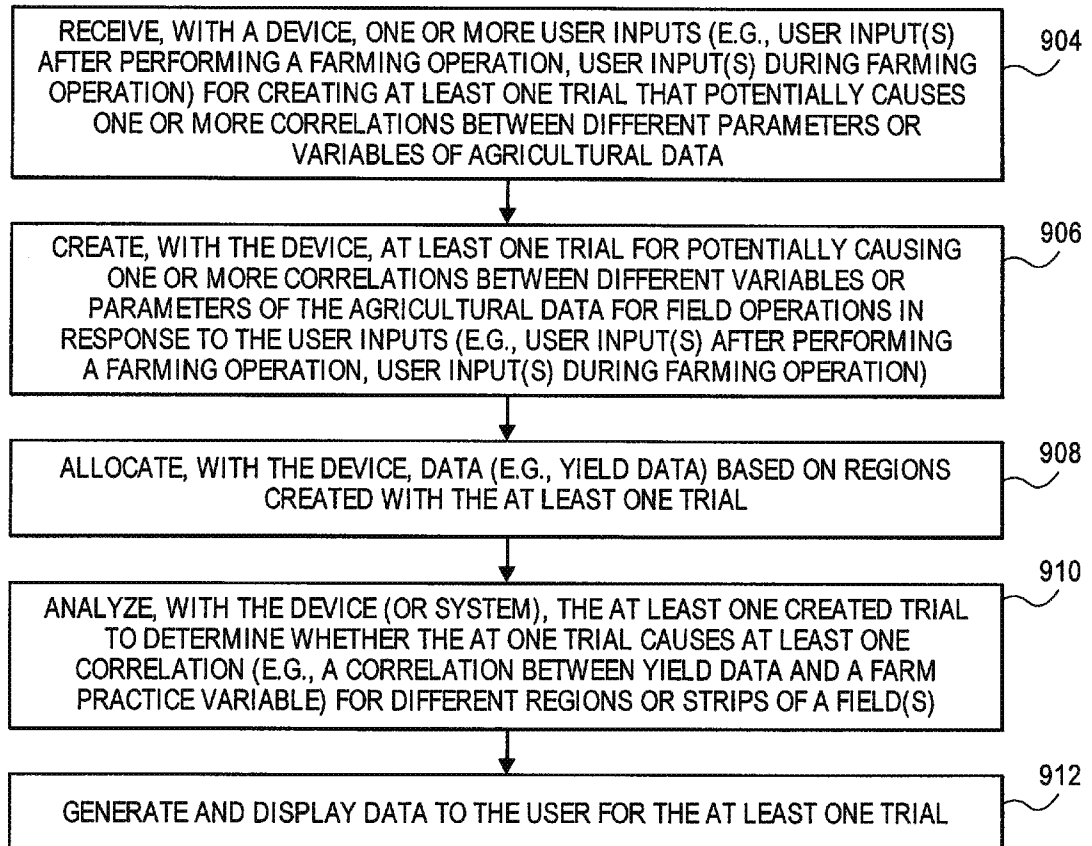 RECEIVE, WITH A DEVICE, ONE OR MORE USER INPUTS (E.G., USER INPUT(S)
AFTER PERFORMING A FARMING OPERATION, USER INPUT(S) DURING FARMING
OPERATION) FOR CREATING AT LEAST ONE TRIAL THAT POTENTIALLY CAUSES
ONE OR MORE CORRELATIONS BETWEEN DIFFERENT PARAMETERS OR
VARIABLES OF AGRICULTURAL DATA
904
CREATE, WITH THE DEVICE, AT LEAST ONE TRIAL FOR POTENTIALLY CAUSING
ONE OR MORE CORRELATIONS BETWEEN DIFFERENT VARIABLES OR
PARAMETERS OF THE AGRICULTURAL DATA FOR FIELD OPERATIONS IN
RESPONSE TO THE USER INPUTS (E.G., USER INPUT(S) AFTER PERFORMING
A FARMING OPERATION, USER INPUT(S) DURING FARMING OPERATION)
906
ALLOCATE, WITH THE DEVICE, DATA (E.G., YIELD DATA) BASED ON REGIONS
CREATED WITH THE AT LEAST ONE TRIAL
908
ANALYZE, WITH THE DEVICE (OR SYSTEM), THE AT LEAST ONE CREATED TRIAL
TO DETERMINE WHETHER THE AT ONE TRIAL CAUSES AT LEAST ONE
CORRELATION (E.G., A CORRELATION BETWEEN YIELD DATA AND A FARM
PRACTICE VARIABLE) FOR DIFFERENT REGIONS OR STRIPS OF A FIELD(S)
910
GENERATE AND DISPLAY DATA TO THE USER FOR THE AT LEAST ONE TRIAL
912